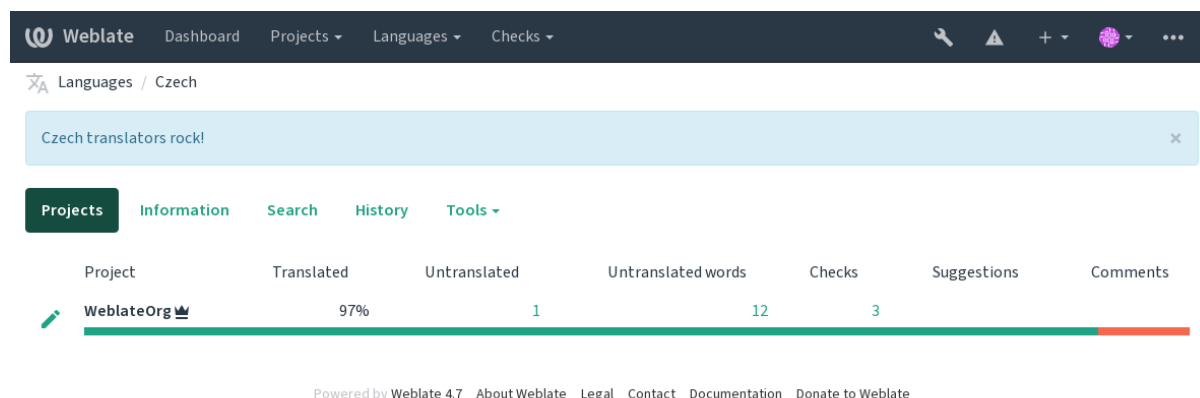 Weblate Dashboard Projects Languages Checks
Languages / Czech
Czech translators rock! ×
Projects Information Search History Tools
Project Translated Untranslated Untranslated words Checks Suggestions Comments
WeblateOrg 97% 1 12 3
Powered by Weblate 4.7 About Weblate Legal Contact Documentation Donate to Weblate